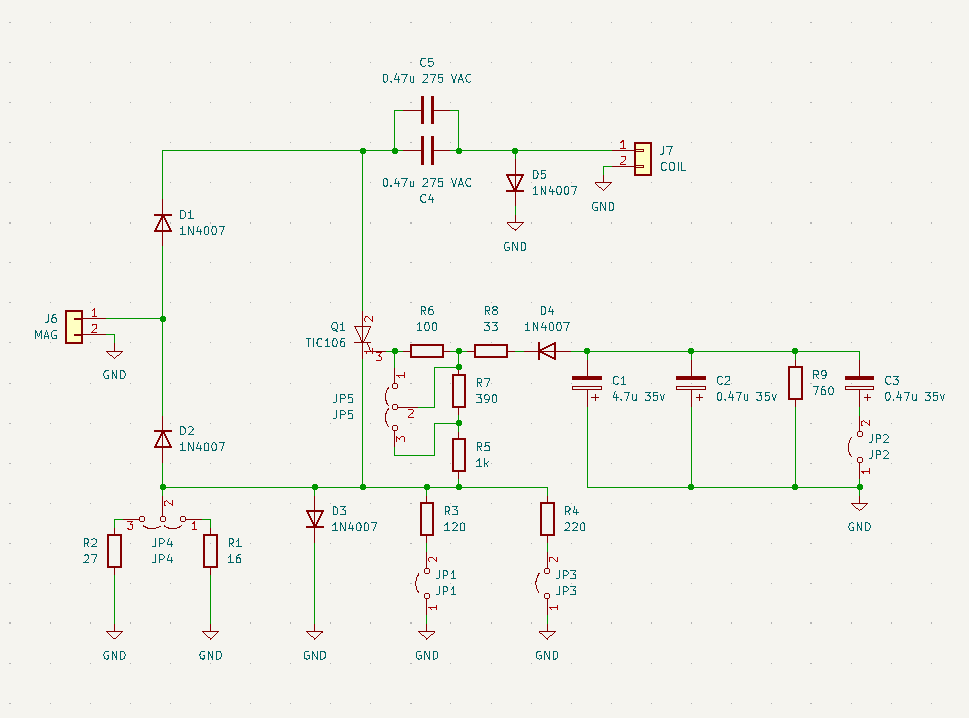 C5
0.47u 275 VAC
0.47u 275 VAC
C4
1
2
J7
COIL
GND
D5
1N4007
GND
D1
1N4007
J6
MAG
1
2
GND
Q1
TIC106
2
3
R6
100
R8
33
D4
1N4007
JP5
JP5
1
2
3
R7
390
R5
1k
C1
4.7u 35v
+
C2
0.47u 35v
+
R9
760
C3
0.47u 35v
+
2
JP2
JP2
1
GND
D2
1N4007
2
3
1
JP4
JP4
R2
27
R1
16
D3
1N4007
R3
120
R4
220
2
JP1
JP1
1
2
JP3
JP3
1
GND
GND
GND
GND
GND